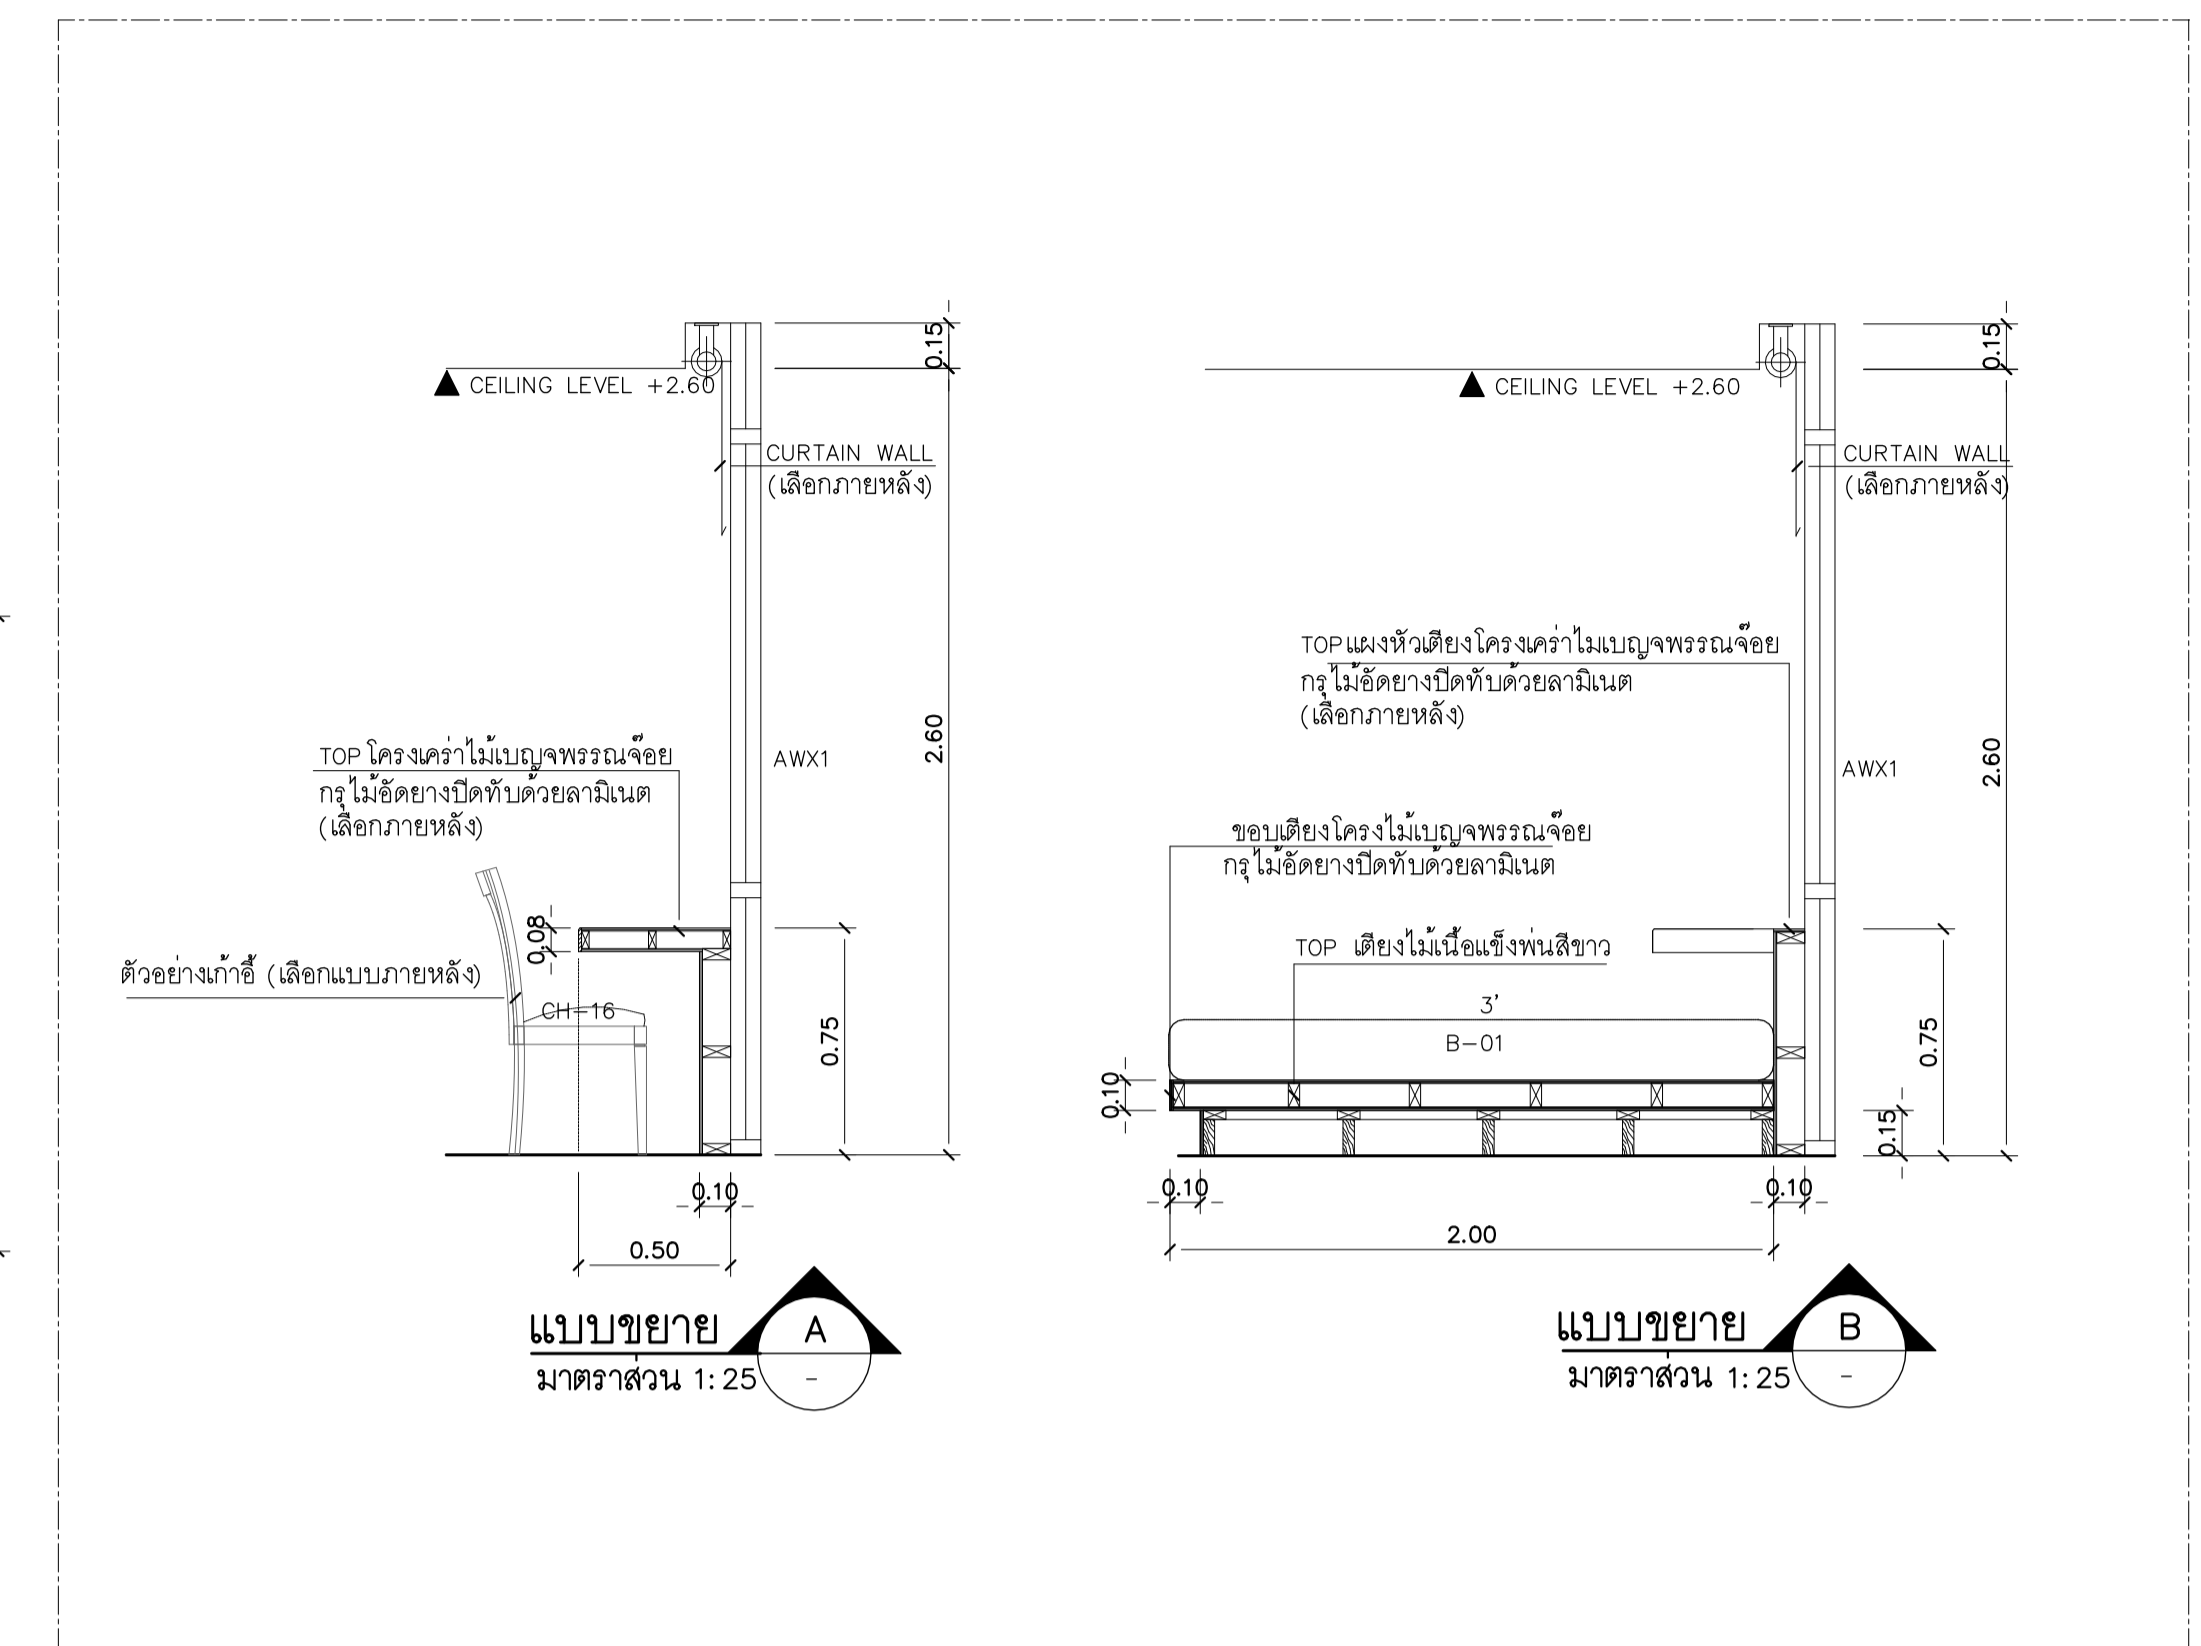 0.15
CEILING LEVEL +2.60
CURTAIN WALL
(เลือกภายหลัง)
2.60
TOP โครงเคร่าไม้เบญจพรรณจ๊อย
กรุไม้อัดยางปิดทับด้วยลามิเนต
(เลือกภายหลัง)
AWX1
0.08
ตัวอย่างเก้าอี้ (เลือกแบบภายหลัง)
CH-16
0.75
0.10
0.50
แบบขยาย
A
มาตราส่วน 1:25
-
0.15
CEILING LEVEL +2.60
CURTAIN WALL
(เลือกภายหลัง)
TOPแผงหัวเตียงโครงเคร่าไมเบญจพรรณจ๊อย
กรุไม้อัดยางปิดทับด้วยลามิเนต
(เลือกภายหลัง)
2.60
AWX1
ขอบเตียงโครงไม้เบญจพรรณจ๊อย
กรุไม้อัดยางปิดทับด้วยลามิเนต
TOP เตียงไม้เนื้อแข็งพ่นสีขาว
3'
B-01
0.75
0.10
0.15
0.10
0.10
2.00
แบบขยาย
B
มาตราส่วน 1:25
-